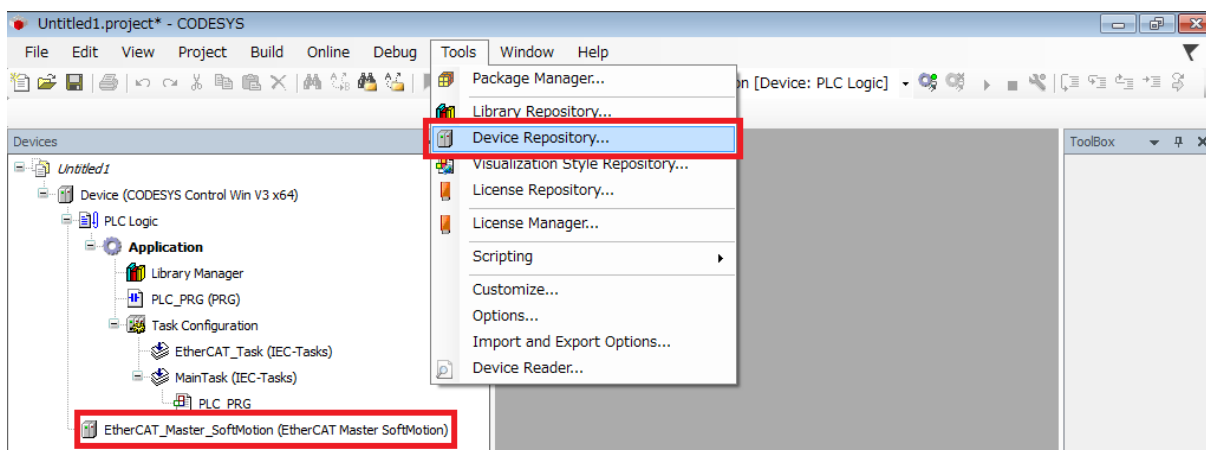 Untitled1.project* - CODESYS
File Edit View Project Build Online Debug Tools Window Help
Package Manager...
[Device: PLC Logic]
Library Repository...
Devices
Device Repository...
ToolBox
Untitled1
Visualization Style Repository...
Device (CODESYS Control Win V3 x64)
License Repository...
PLC Logic
License Manager...
Application
Scripting
Library Manager
Customize...
PLC_PRG (PRG)
Options...
Task Configuration
Import and Export Options...
EtherCAT_Task (IEC-Tasks)
Device Reader...
MainTask (IEC-Tasks)
PLC_PRG
EtherCAT_Master_SoftMotion (EtherCAT Master SoftMotion)